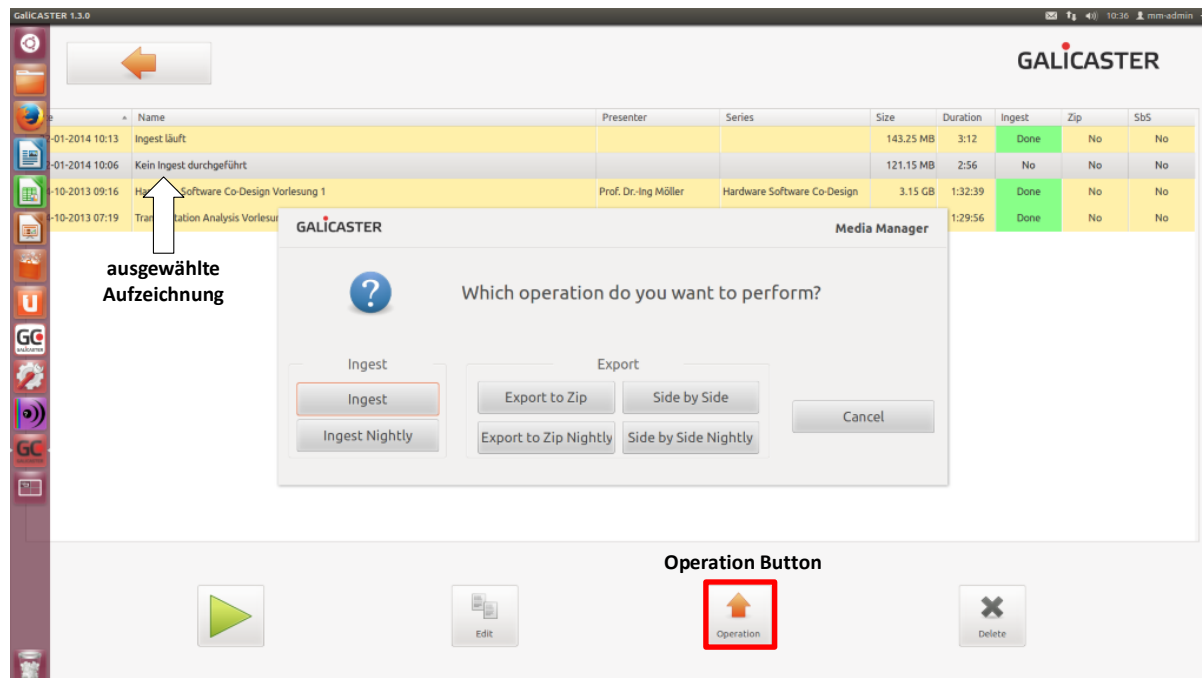 GaliCASTER 1.3.0
10:36 mm-admin
GALICASTER
Name Presenter Series Size Duration Ingest Zip SbS
-01-2014 10:13 Ingest läuft 143.25 MB 3:12 Done No No
-01-2014 10:06 Kein Ingest durchgeführt 121.15 MB 2:56 No No No
-10-2013 09:16 Software Co-Design Vorlesung 1 Prof. Dr.-Ing Möller Hardware Software Co-Design 3.15 GB 1:32:39 Done No No
-10-2013 07:19 Analysis 1:29:56 Done No No
GALICASTER Media Manager
ausgewählte
Aufzeichnung
Which operation do you want to perform?
Ingest Export
Ingest Export to Zip Side by Side
Cancel
Ingest Nightly Export to Zip Nightly Side by Side Nightly
Operation Button
Edit Operation Delete
U
GC
GALICASTER
GC